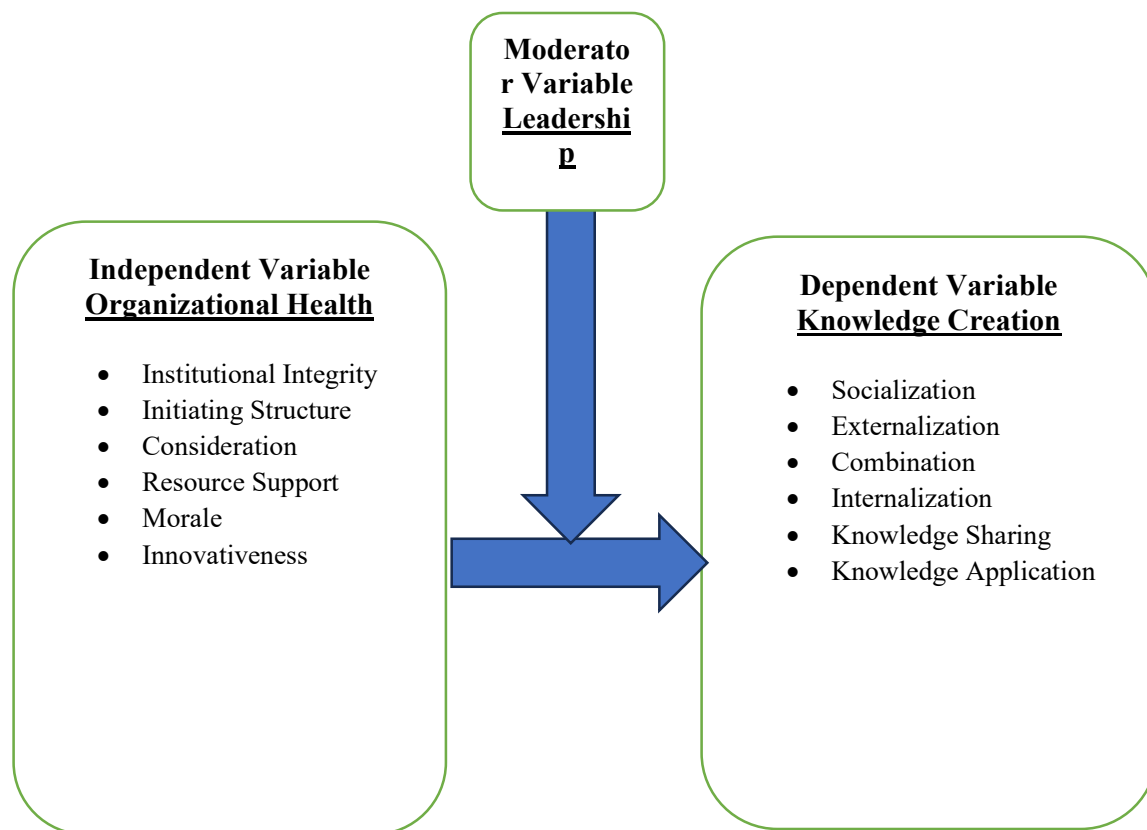 Moderato
r Variable
Leadershi
p
Independent Variable
Organizational Health
• Institutional Integrity
• Initiating Structure
• Consideration
• Resource Support
• Morale
• Innovativeness
Dependent Variable
Knowledge Creation
• Socialization
• Externalization
• Combination
• Internalization
• Knowledge Sharing
• Knowledge Application